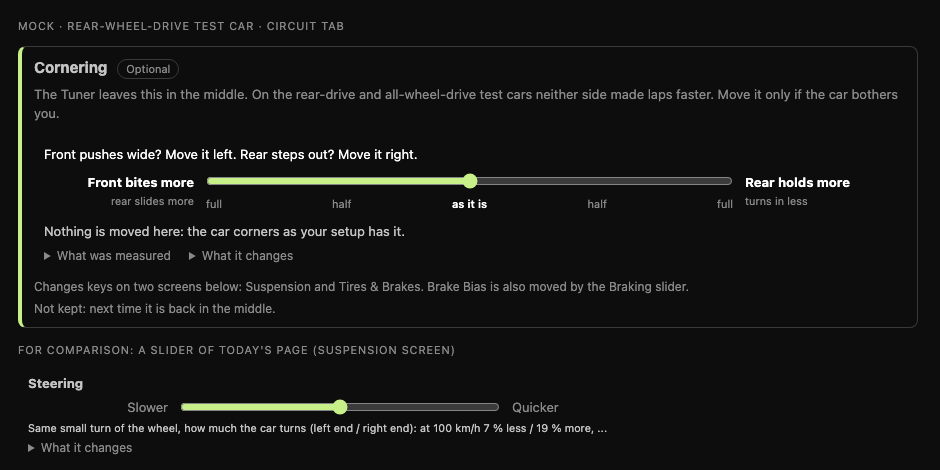 MOCK · REAR-WHEEL-DRIVE TEST CAR · CIRCUIT TAB
Cornering Optional
The Tuner leaves this in the middle. On the rear-drive and all-wheel-drive test cars neither side made laps faster. Move it only if the car bothers
you.
Front pushes wide? Move it left. Rear steps out? Move it right.
Front bites more Rear holds more
rear slides more full half as it is half full turns in less
Nothing is moved here: the car corners as your setup has it.
▶ What was measured ▶ What it changes
Changes keys on two screens below: Suspension and Tires & Brakes. Brake Bias is also moved by the Braking slider.
Not kept: next time it is back in the middle.
FOR COMPARISON: A SLIDER OF TODAY'S PAGE (SUSPENSION SCREEN)
Steering
Slower Quicker
Same small turn of the wheel, how much the car turns (left end / right end): at 100 km/h 7 % less / 19 % more, ...
▶ What it changes